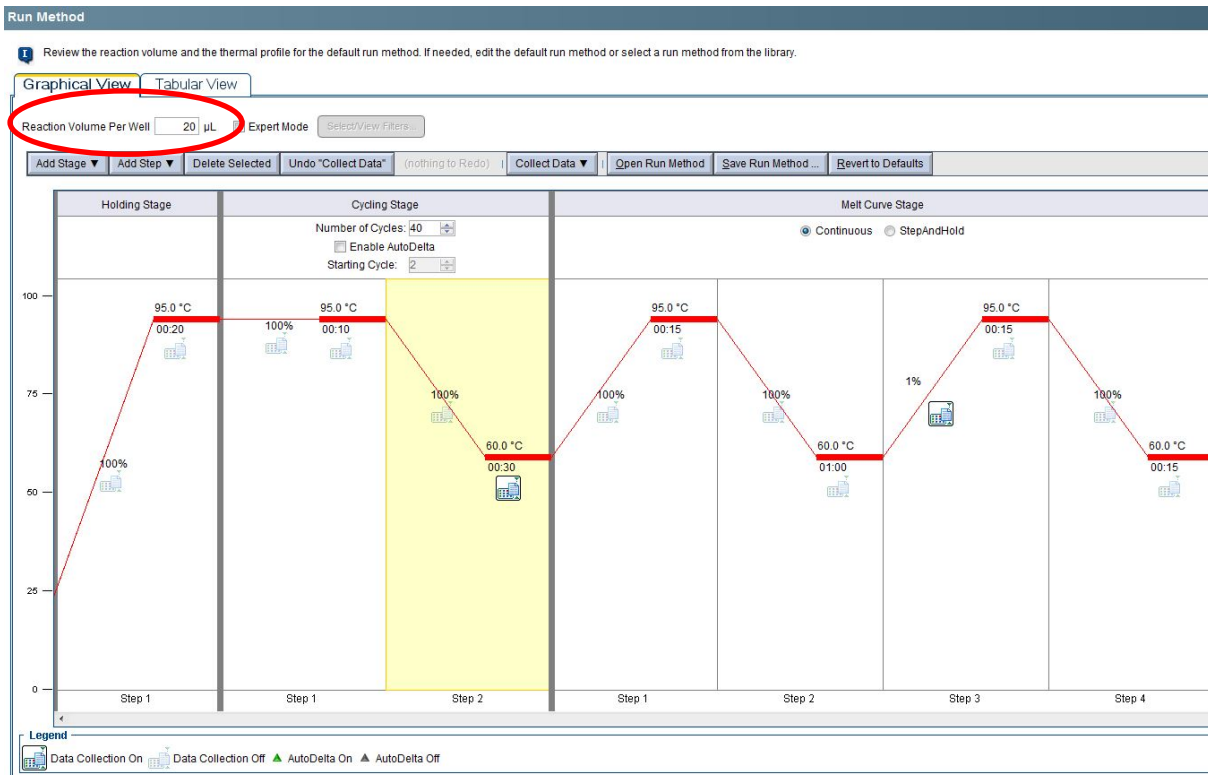 Run Method
Review the reaction volume and the thermal profile for the default run method. If needed, edit the default run method or select a run method from the library.
Graphical View Tabular View
Reaction Volume Per Well 20 µL Expert Mode Select/View Filters...
Add Stage ▼ Add Step ▼ Delete Selected Undo "Collect Data" (nothing to Redo) Collect Data ▼ Open Run Method Save Run Method ... Revert to Defaults
Holding Stage Cycling Stage Melt Curve Stage
Number of Cycles: 40 Continuous StepAndHold
Enable AutoDelta
Starting Cycle: 2
100 95.0 °C 95.0 °C 95.0 °C 95.0 °C
00:20 100% 00:10 00:15 00:15
1%
75 100% 100% 100% 100%
60.0 °C 60.0 °C 60.0 °C
100% 00:30 01:00 00:15
50
25
0
Step 1 Step 1 Step 2 Step 1 Step 2 Step 3 Step 4
Legend
Data Collection On Data Collection Off ▲ AutoDelta On ▲ AutoDelta Off